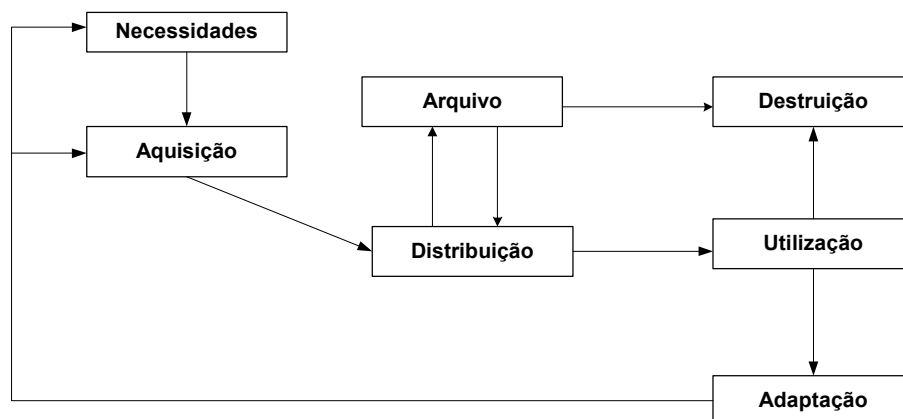 Necessidades
Arquivo
Destruição
Aquisição
Distribuição
Utilização
Adaptação